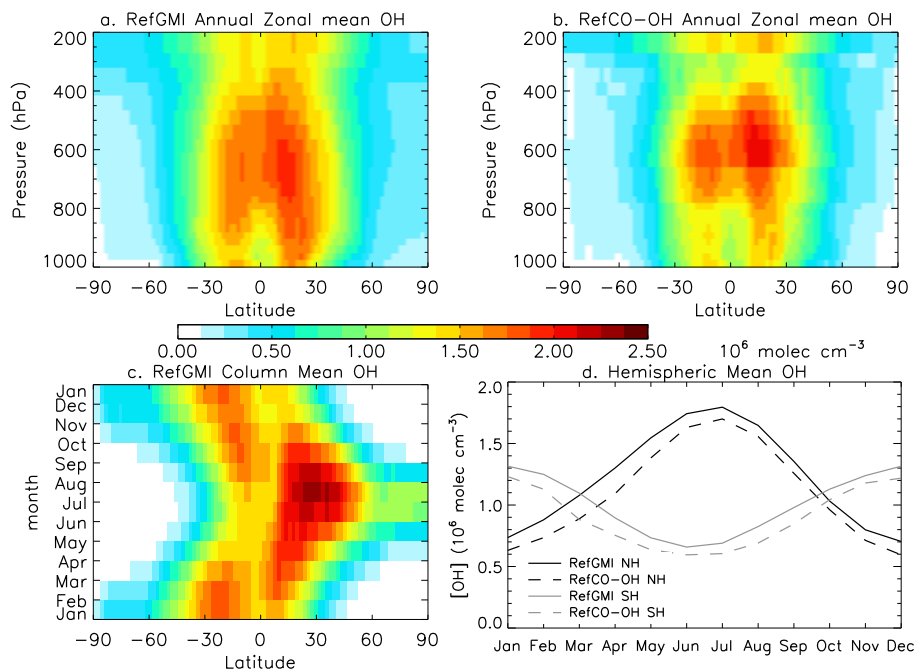 a. RefGMI Annual Zonal mean OH
200
400
600
800
1000
Pressure (hPa)
−90 −60 −30 0 30 60 90
Latitude
b. RefCO−OH Annual Zonal mean OH
200
400
600
800
1000
Pressure (hPa)
−90 −60 −30 0 30 60 90
Latitude
0.00 0.50 1.00 1.50 2.00 2.50 10⁶ molec cm⁻³
c. RefGMI Column Mean OH
Jan
Dec
Nov
Oct
Sep
Aug
Jul
Jun
May
Apr
Mar
Feb
Jan
month
−90 −60 −30 0 30 60 90
Latitude
d. Hemispheric Mean OH
2.0
1.5
1.0
0.5
0.0
[OH] (10⁶ molec cm⁻³)
RefGMI NH
RefCO−OH NH
RefGMI SH
RefCO−OH SH
Jan Feb Mar Apr May Jun Jul Aug Sep Oct Nov Dec